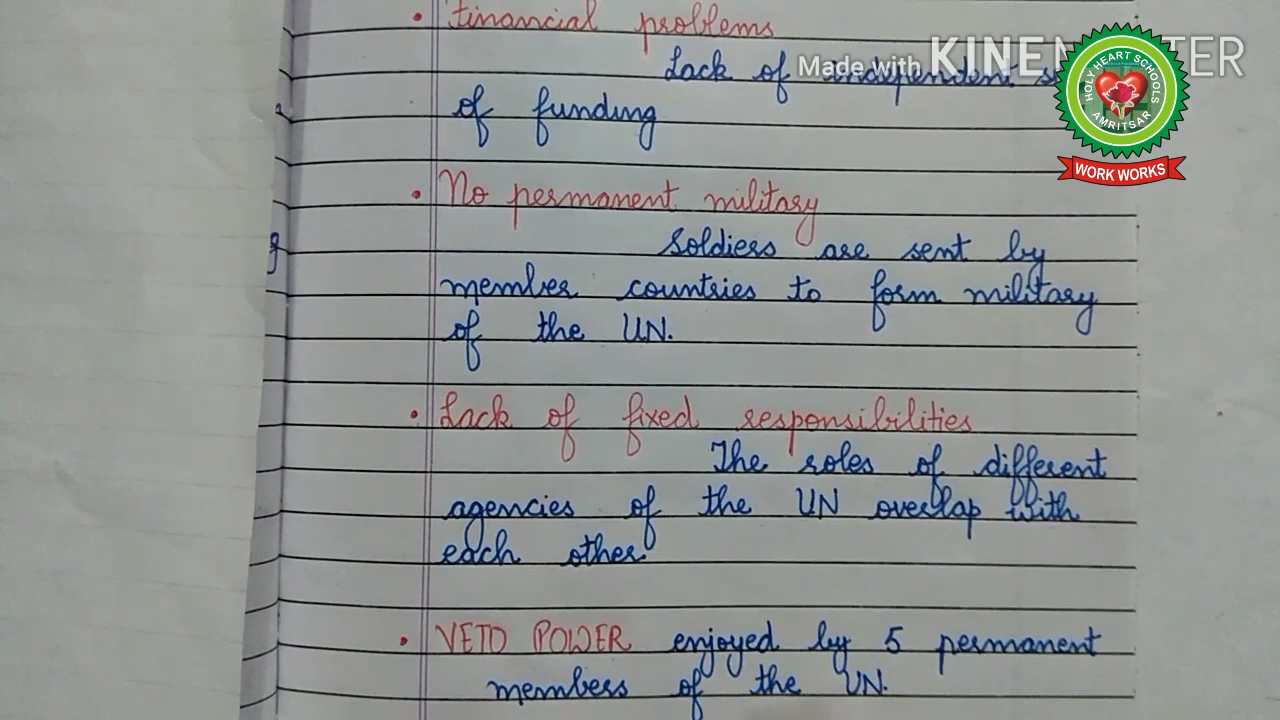 • Financial problems
Lack of independent
of funding
• No permanent military
Soldiers are sent by
member countries to form military
of the UN.
• Lack of fixed responsibilities
The roles of different
agencies of the UN overlap with
each other
• VETO POWER enjoyed by 5 permanent
members of the UN.
Made with KINEMASTER
HOLY HEART SCHOOLS
AMRITSAR
WORK WORKS